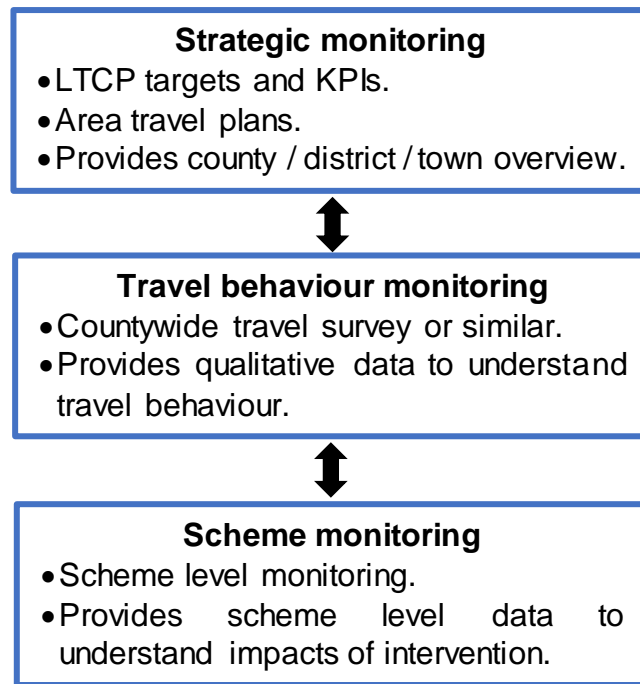 Strategic monitoring
•LTCP targets and KPIs.
•Area travel plans.
•Provides county / district / town overview.
Travel behaviour monitoring
•Countywide travel survey or similar.
•Provides qualitative data to understand
travel behaviour.
Scheme monitoring
•Scheme level monitoring.
•Provides scheme level data to
understand impacts of intervention.